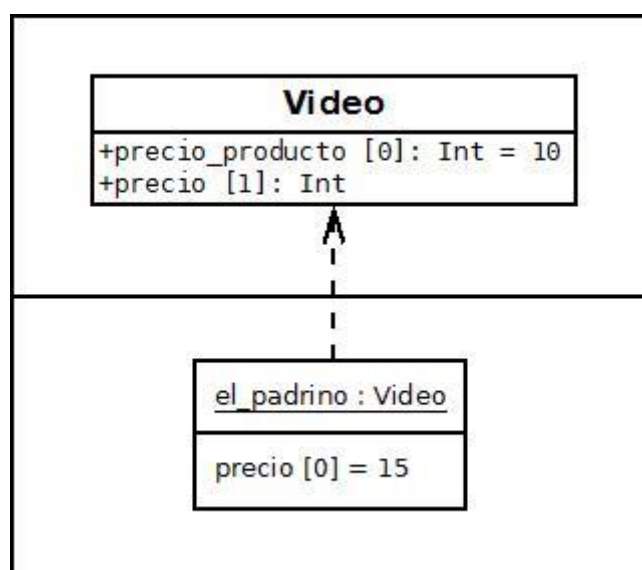 Video
+precio_producto [0]: Int = 10
+precio [1]: Int
el_padrino : Video
precio [0] = 15